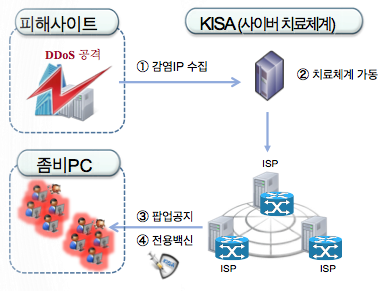 피해사이트
KISA (사이버 치료체계)
DDoS 공격
① 감염IP 수집
② 치료체계 가동
ISP
좀비PC
③ 팝업공지
④ 전용백신
ISP
ISP